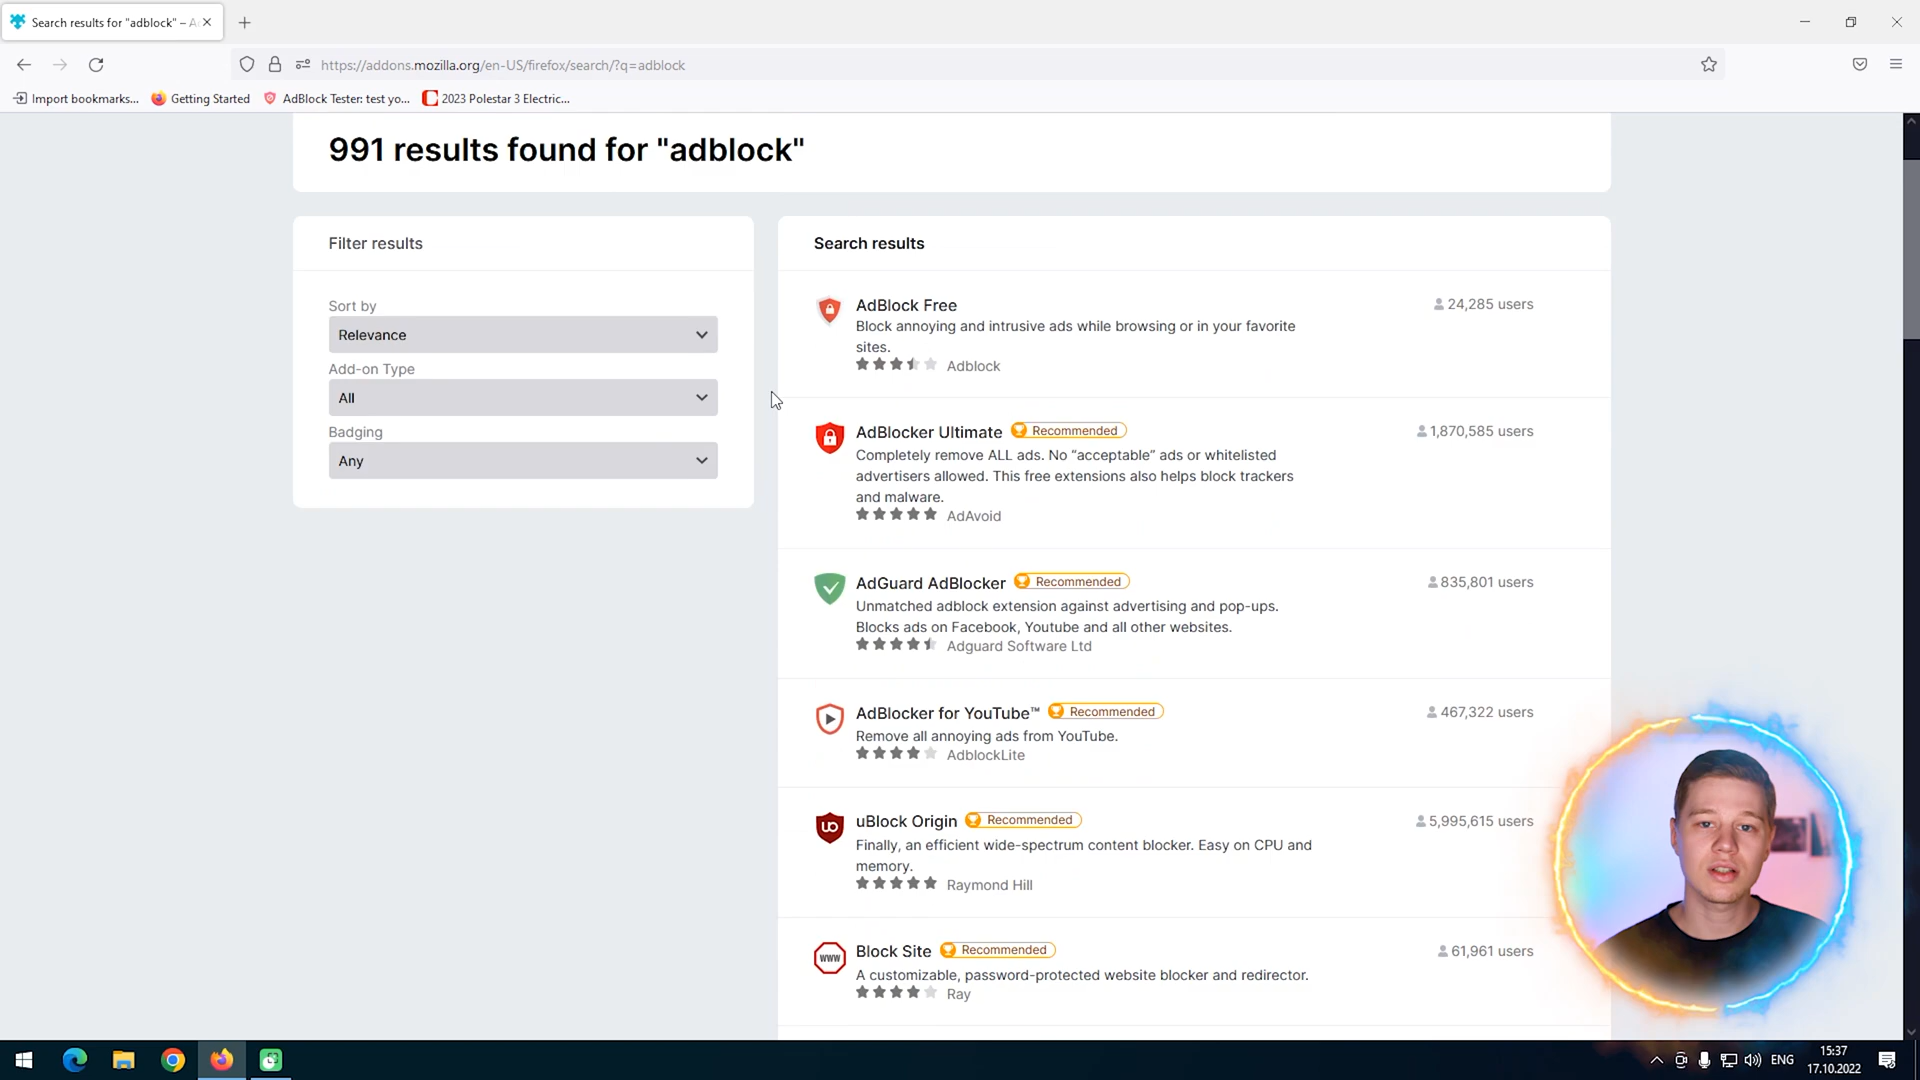 Search results for "adblock" – A
https://addons.mozilla.org/en-US/firefox/search/?q=adblock
Import bookmarks...
Getting Started
AdBlock Tester: test yo...
2023 Polestar 3 Electric...
991 results found for "adblock"
Filter results
Sort by
Relevance
Add-on Type
All
Badging
Any
Search results
AdBlock Free
24,285 users
Block annoying and intrusive ads while browsing or in your favorite
sites.
Adblock
AdBlocker Ultimate Recommended
1,870,585 users
Completely remove ALL ads. No “acceptable” ads or whitelisted
advertisers allowed. This free extensions also helps block trackers
and malware.
AdAvoid
AdGuard AdBlocker Recommended
835,801 users
Unmatched adblock extension against advertising and pop-ups.
Blocks ads on Facebook, Youtube and all other websites.
Adguard Software Ltd
AdBlocker for YouTube™ Recommended
467,322 users
Remove all annoying ads from YouTube.
AdblockLite
uBlock Origin Recommended
5,995,615 users
Finally, an efficient wide-spectrum content blocker. Easy on CPU and
memory.
Raymond Hill
www
Block Site Recommended
61,961 users
A customizable, password-protected website blocker and redirector.
Ray
ENG
15:37
17.10.2022